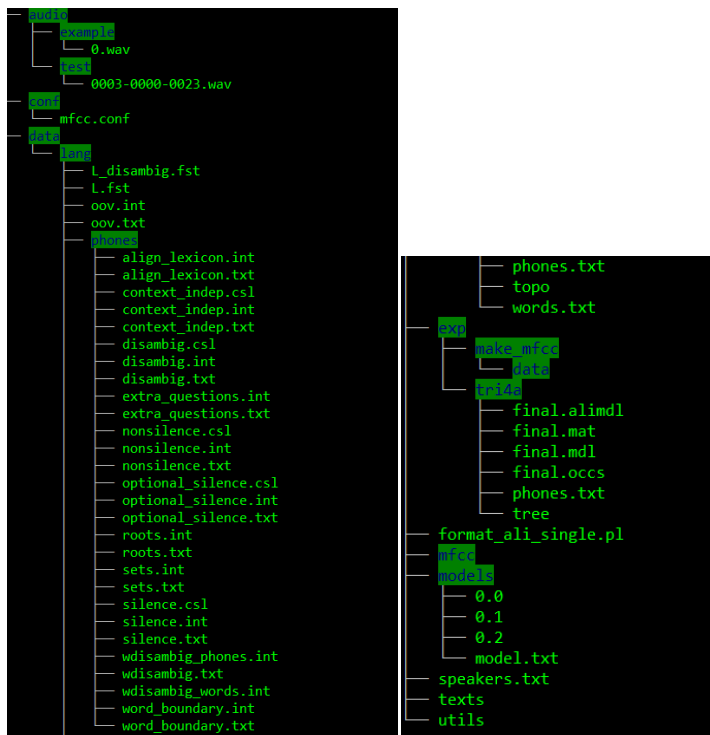 audio
example
0.wav
test
0003-0000-0023.wav
conf
mfcc.conf
data
lang
L_disambig.fst
L.fst
oov.int
oov.txt
phones
align_lexicon.int
align_lexicon.txt
context_indep.csl
context_indep.int
context_indep.txt
disambig.csl
disambig.int
disambig.txt
extra_questions.int
extra_questions.txt
nonsilence.csl
nonsilence.int
nonsilence.txt
optional_silence.csl
optional_silence.int
optional_silence.txt
roots.int
roots.txt
sets.int
sets.txt
silence.csl
silence.int
silence.txt
wdisambig_phones.int
wdisambig.txt
wdisambig_words.int
word_boundary.int
word_boundary.txt
phones.txt
topo
words.txt
exp
make_mfcc
data
tri4a
final.alimdl
final.mat
final.mdl
final.occs
phones.txt
tree
format_ali_single.pl
mfcc
models
0.0
0.1
0.2
model.txt
speakers.txt
texts
utils